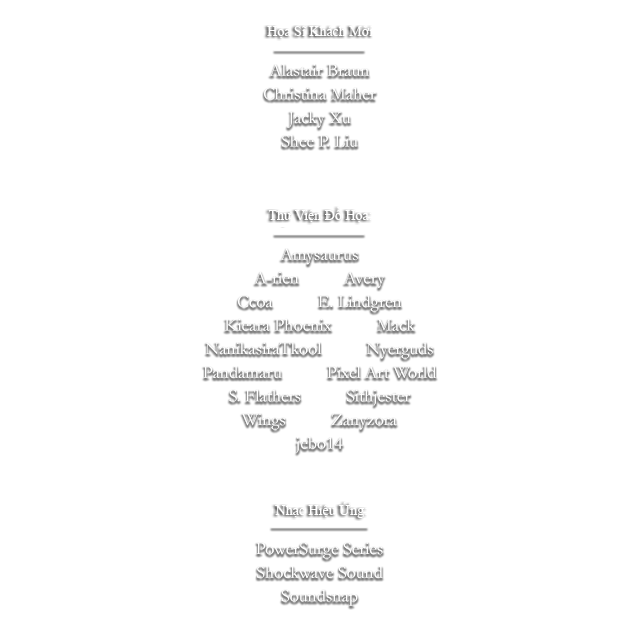 Họa Sĩ Khách Mời
Alastair Braun
Christina Maher
Jacky Xu
Shee P. Liu
Thư Viện Đồ Họa
Amysaurus
A-rien Avery
Ccoa E. Lindgren
Kieara Phoenix Mack
NanikasiraTkool Nyerguds
Pandamaru Pixel Art World
S. Flathers Sithjester
Wings Zanyzora
jebo14
Nhạc Hiệu Ứng
PowerSurge Series
Shockwave Sound
Soundsnap